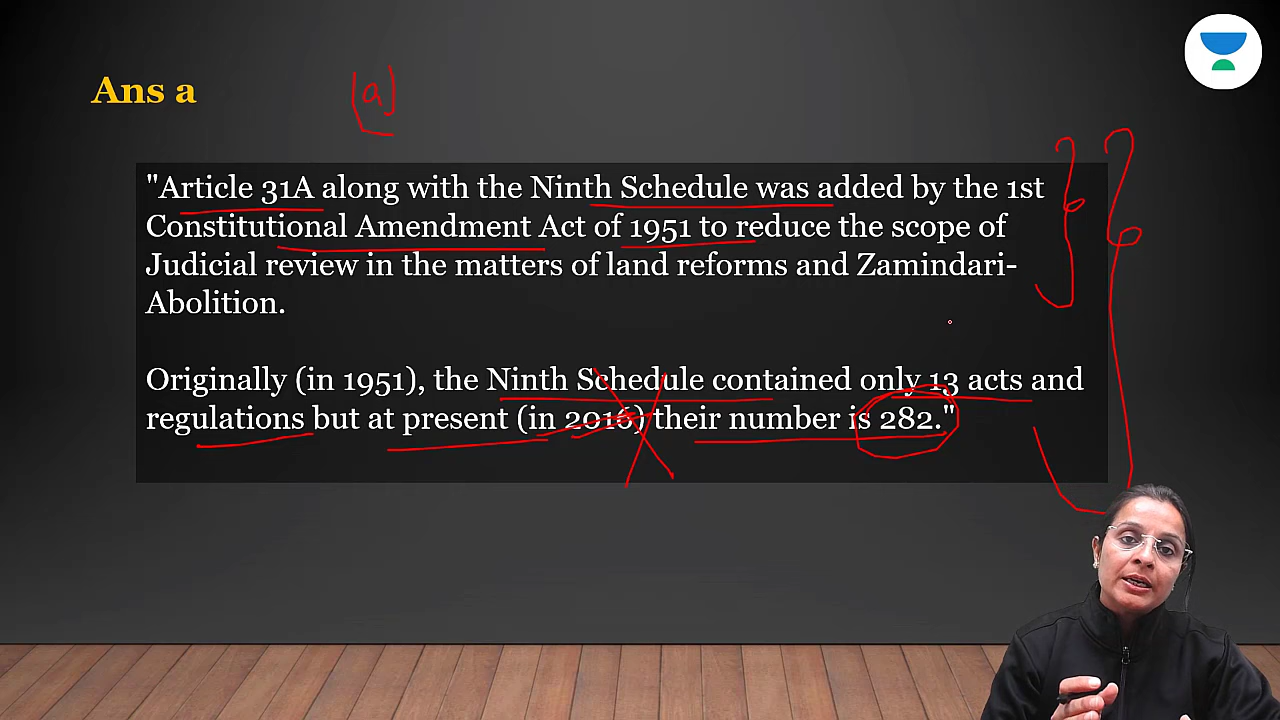 Ans a
(a)
"Article 31A along with the Ninth Schedule was added by the 1st
Constitutional Amendment Act of 1951 to reduce the scope of
Judicial review in the matters of land reforms and Zamindari-
Abolition.
Originally (in 1951), the Ninth Schedule contained only 13 acts and
regulations but at present (in 2016) their number is 282."